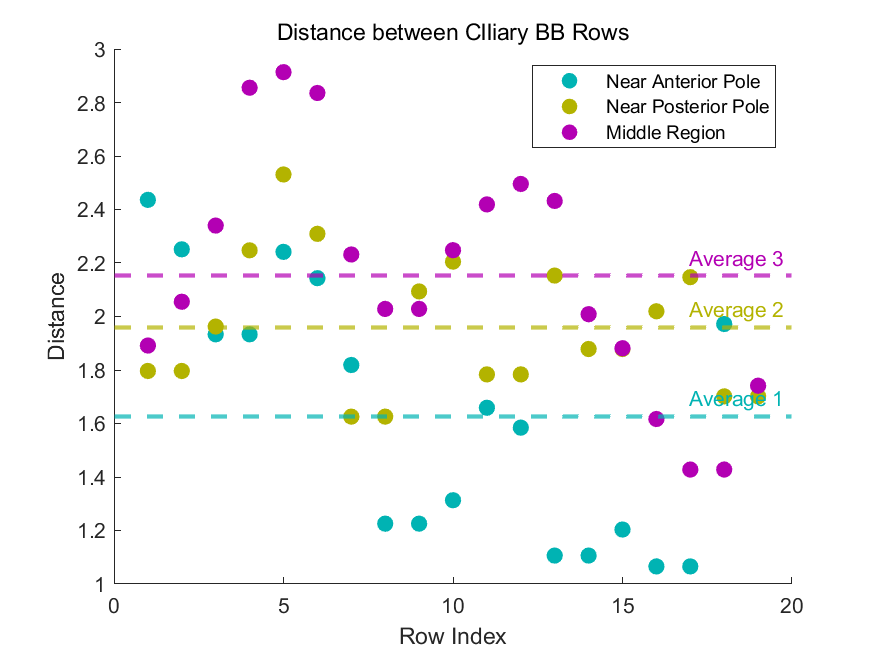 Distance between CIliary BB Rows
3
2.8
2.6
2.4
2.2
2
1.8
1.6
1.4
1.2
1
Distance
Near Anterior Pole
Near Posterior Pole
Middle Region
Average 3
Average 2
Average 1
0
5
10
15
20
Row Index